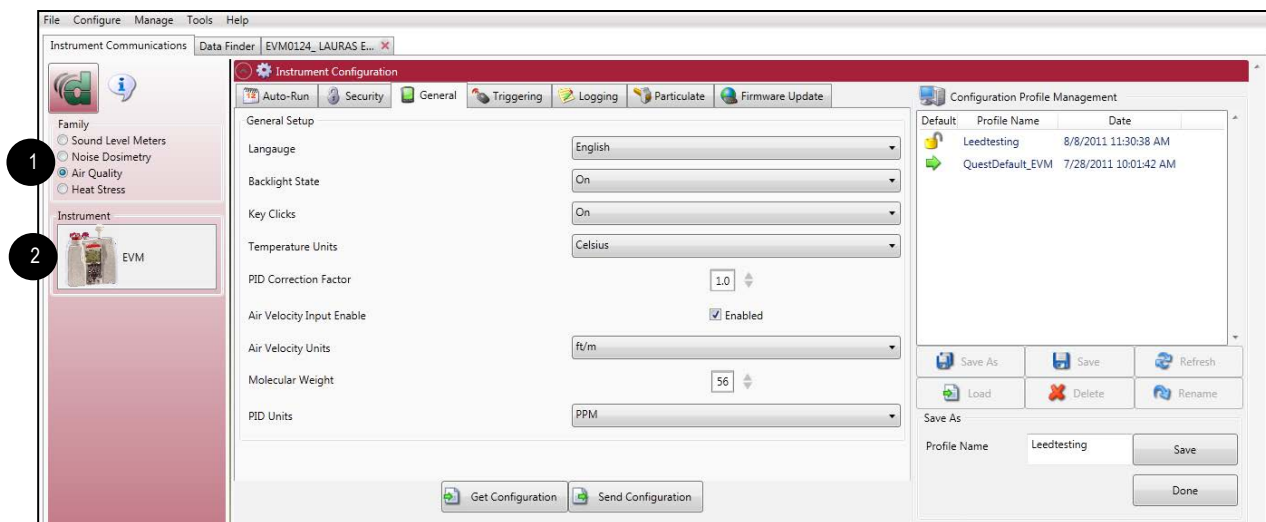 File Configure Manage Tools Help
Instrument Communications Data Finder EVM0124_ LAURAS E...
Instrument Configuration
Auto-Run Security General Triggering Logging Particulate Firmware Update
Family
Sound Level Meters
Noise Dosimetry
Air Quality
Heat Stress
1
Instrument
EVM
2
General Setup
Langauge English
Backlight State On
Key Clicks On
Temperature Units Celsius
PID Correction Factor 1.0
Air Velocity Input Enable Enabled
Air Velocity Units ft/m
Molecular Weight 56
PID Units PPM
Get Configuration Send Configuration
Configuration Profile Management
Default Profile Name Date
Leedtesting 8/8/2011 11:30:38 AM
QuestDefault_EVM 7/28/2011 10:01:42 AM
Save As Save Refresh
Load Delete Rename
Save As
Profile Name Leedtesting Save
Done